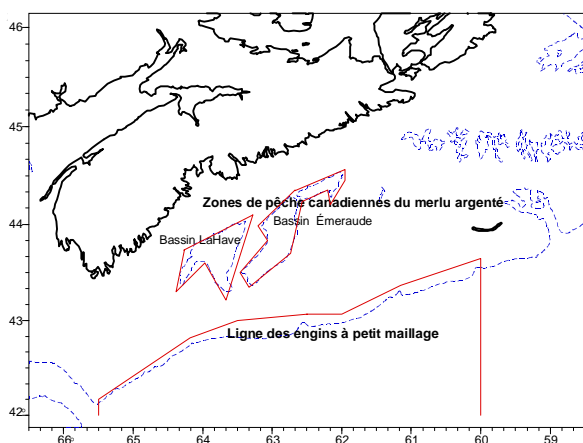 46
45
Zones de pêche canadiennes du merlu argenté
44
Bassin Émeraude
Bassin LaHave
43
Ligne des engins à petit maillage
42°
66° 65 64 63 62 61 60 59